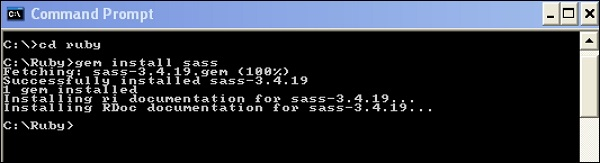 Command Prompt
C:\>cd ruby
C:\Ruby>gem install sass
Fetching: sass-3.4.19.gem (100%)
Successfully installed sass-3.4.19
1 gem installed
Installing ri documentation for sass-3.4.19...
Installing RDoc documentation for sass-3.4.19...
C:\Ruby>